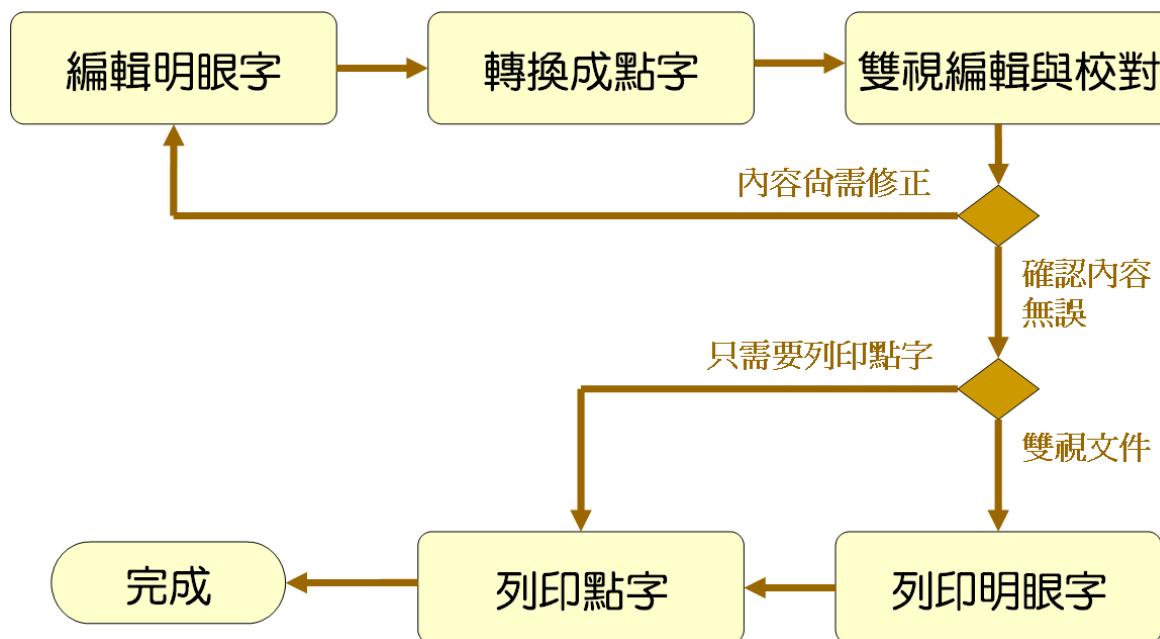 編輯明眼字
轉換成點字
雙視編輯與校對
內容尚需修正
確認內容
無誤
只需要列印點字
雙視文件
完成
列印點字
列印明眼字